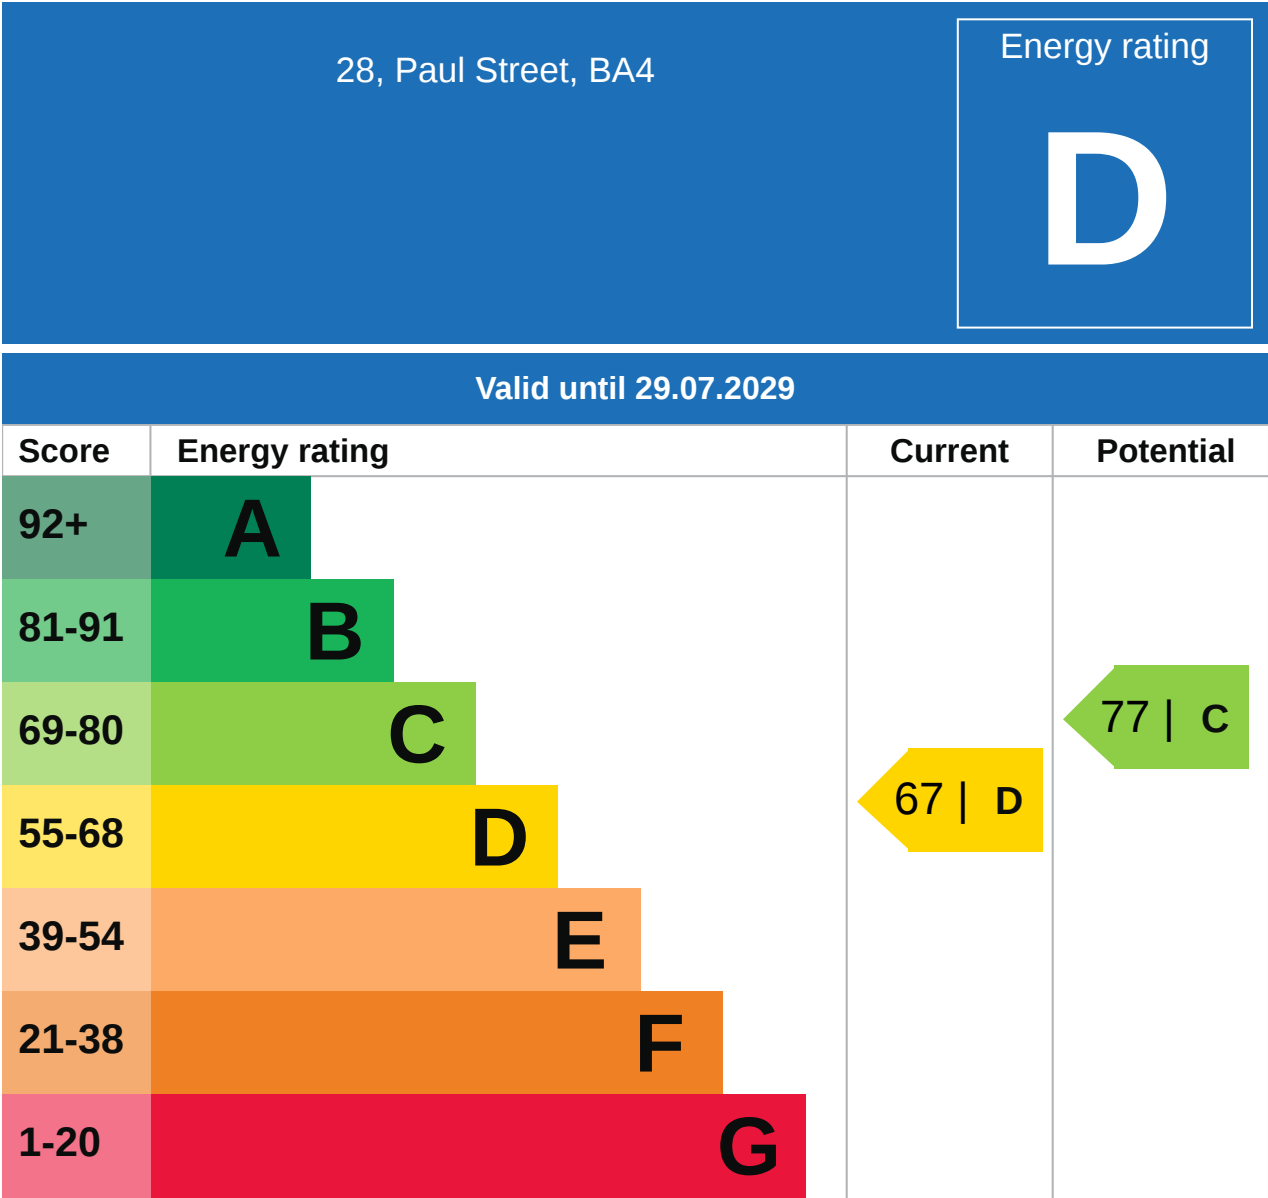 28, Paul Street, BA4
Energy rating
D
Valid until 29.07.2029
Score Energy rating Current Potential
92+ A
81-91 B
69-80 C
77 | C
55-68 D
67 | D
39-54 E
21-38 F
1-20 G